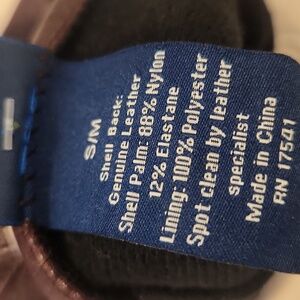 S/M
Shell Back:
Genuine Leather
Shell Palm: 88% Nylon
12% Elastane
Lining: 100% Polyester
Spot clean by leather
specialist
Made in China
RN 17541